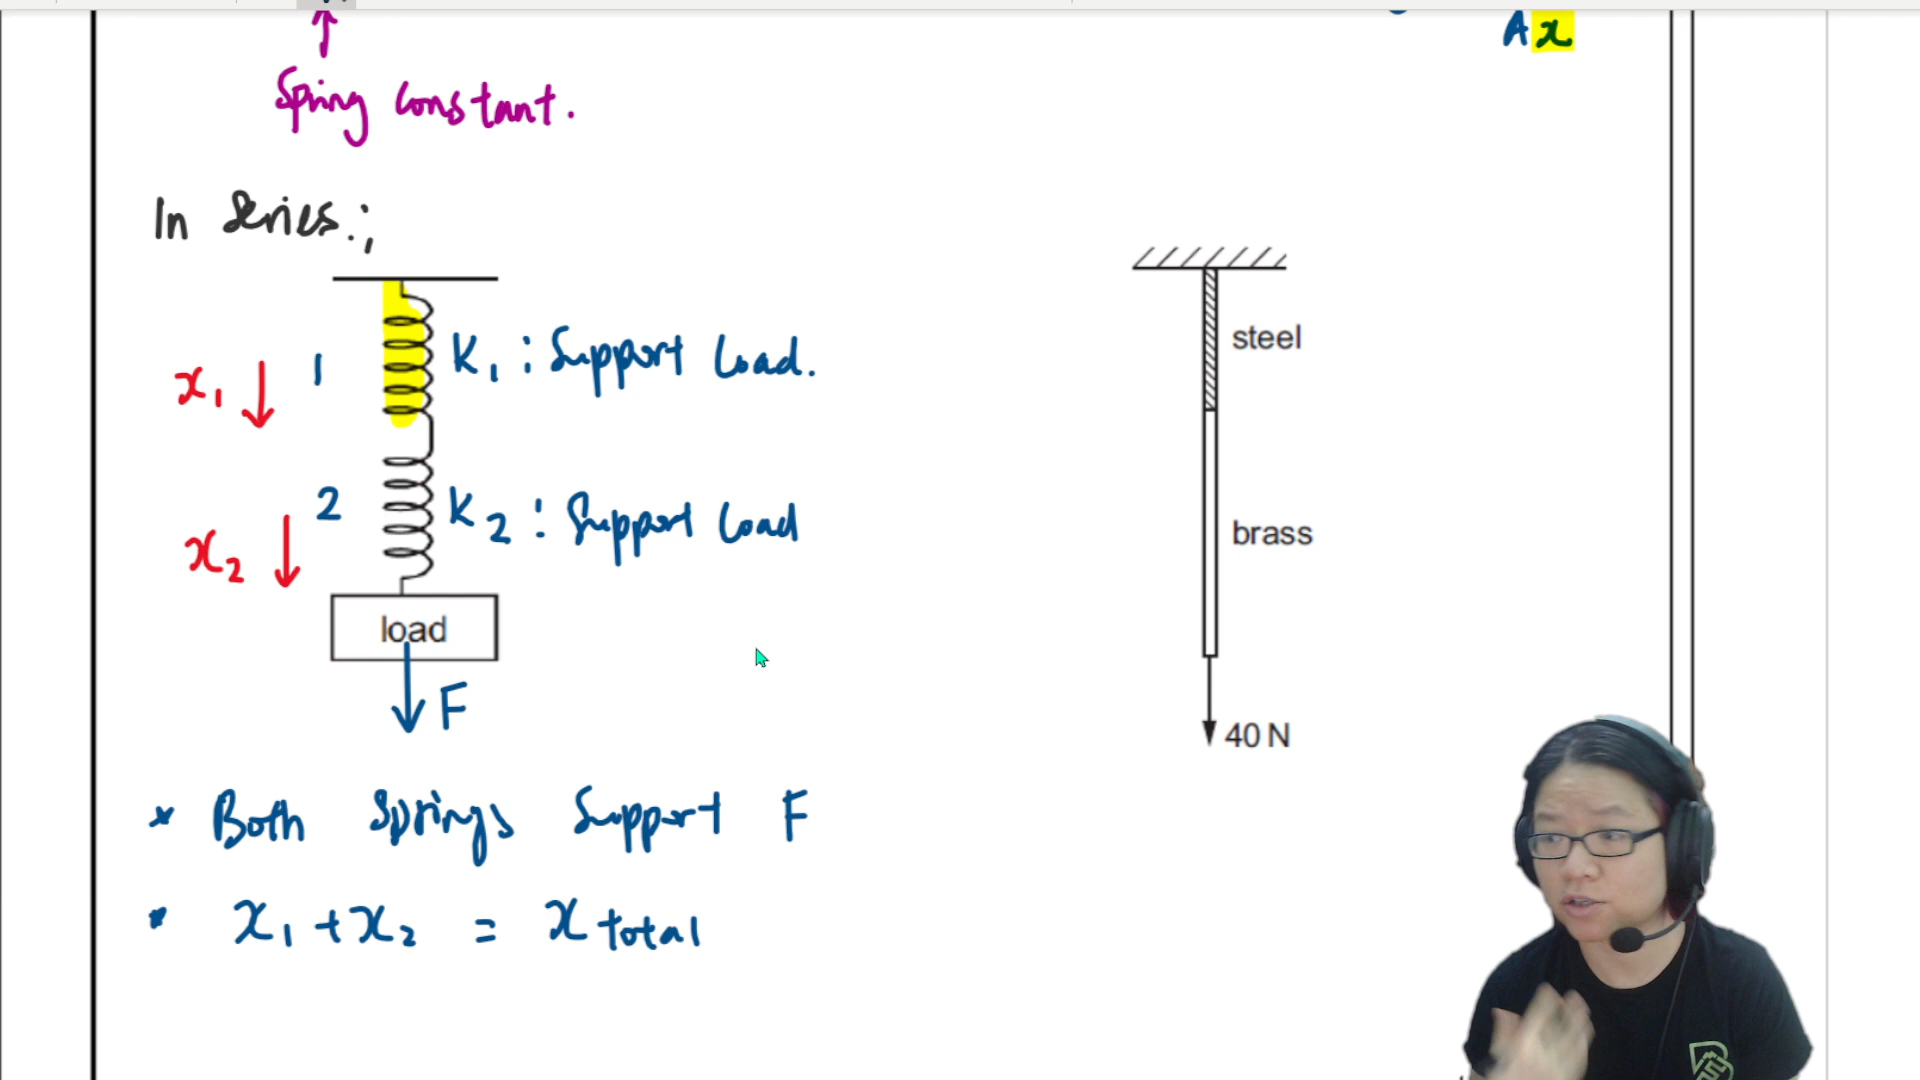 A x
Spring constant.
In Series:;
x₁ ↓ 1 K₁ : Support Load.
steel
x₂ ↓ 2 K₂ : Support Load
brass
load
F
40 N
* Both Springs Support F
* x₁ + x₂ = x total